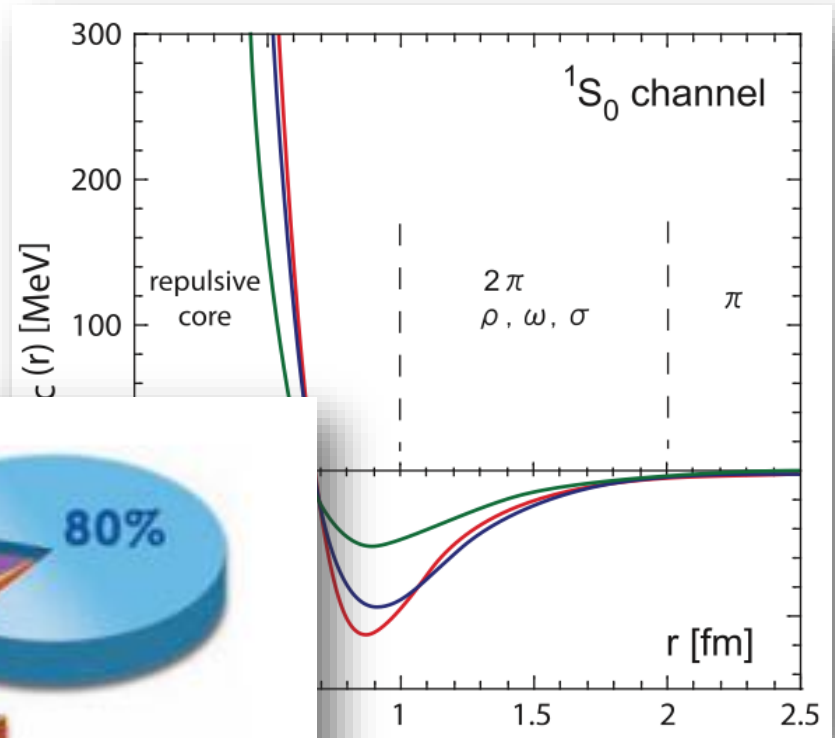 300
¹S₀ channel
200
c (r) [MeV]
repulsive
core
2π
ρ , ω, σ
π
100
80%
r [fm]
1
1.5
2
2.5